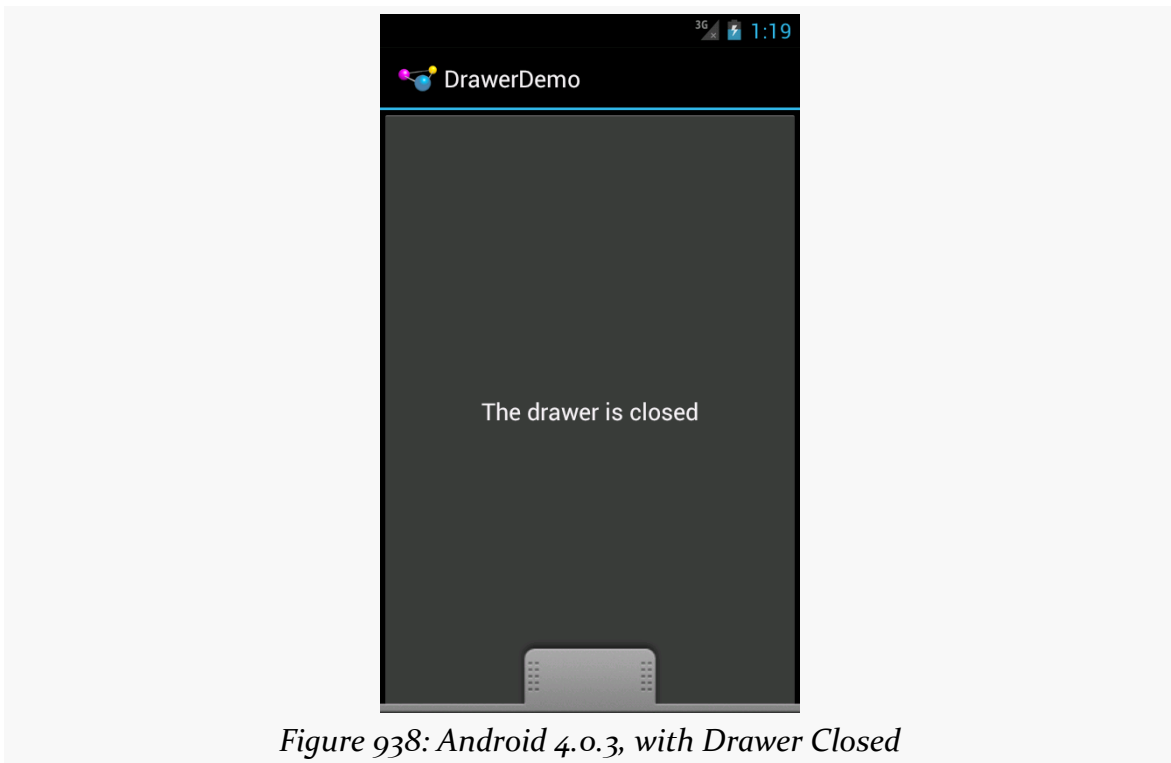 3G
1:19
DrawerDemo
The drawer is closed
Figure 938: Android 4.0.3, with Drawer Closed